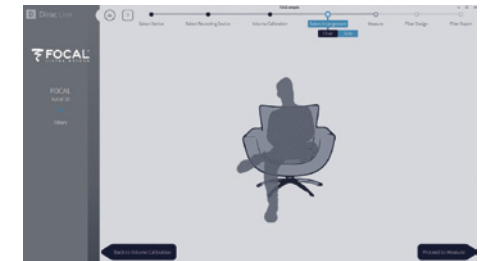 Dirac Live
Select Device
Select Recording Device
Volume Calibration
Select Arrangement
Measure
Filter Design
Filter Export
Chair
Sofa
FOCAL
FOCAL
Back to Volume Calibration
Proceed to Measure